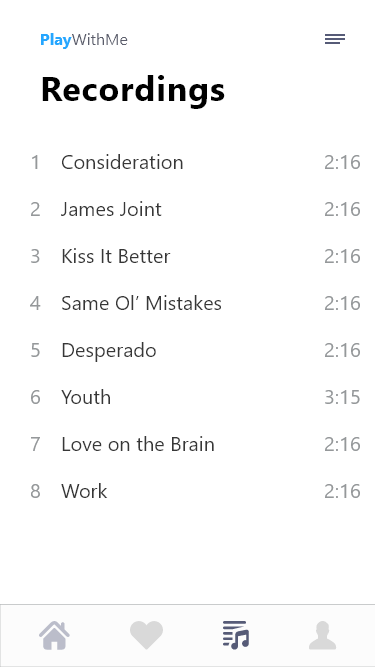 PlayWithMe
Recordings
1 Consideration 2:16
2 James Joint 2:16
3 Kiss It Better 2:16
4 Same Ol’ Mistakes 2:16
5 Desperado 2:16
6 Youth 3:15
7 Love on the Brain 2:16
8 Work 2:16